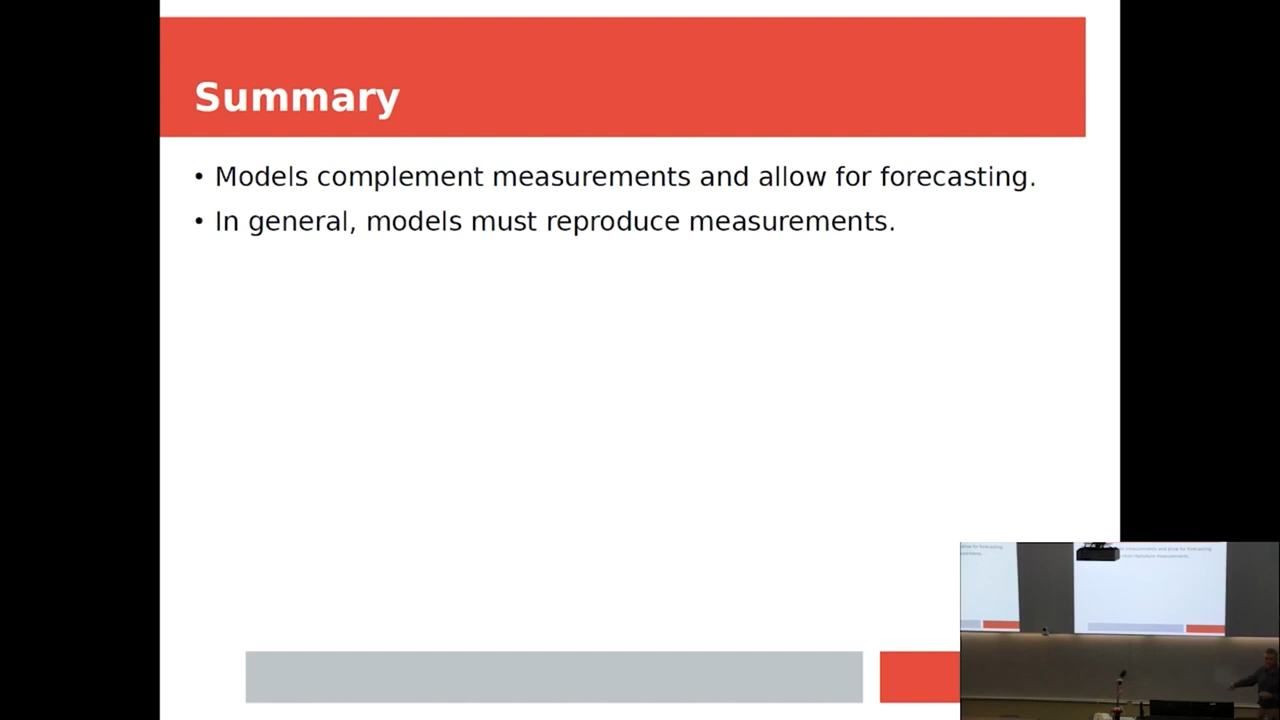 Summary
• Models complement measurements and allow for forecasting.
• In general, models must reproduce measurements.